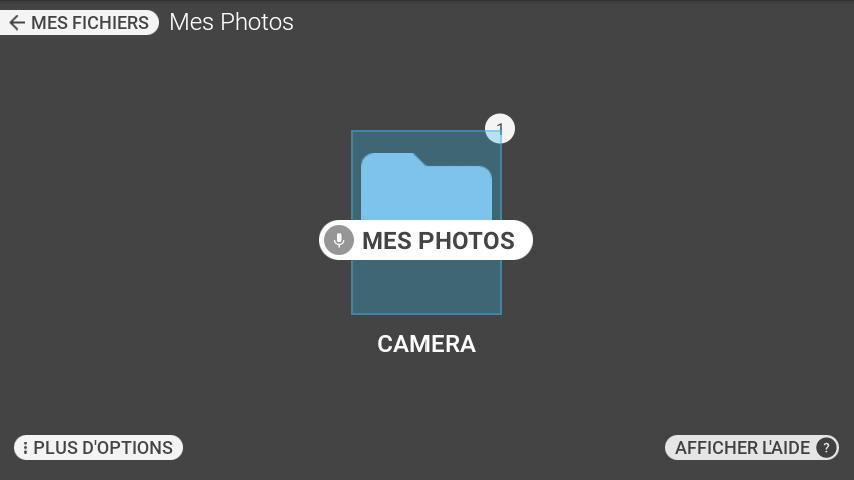 MES FICHIERS
Mes Photos
1
MES PHOTOS
CAMERA
PLUS D'OPTIONS
AFFICHER L'AIDE ?